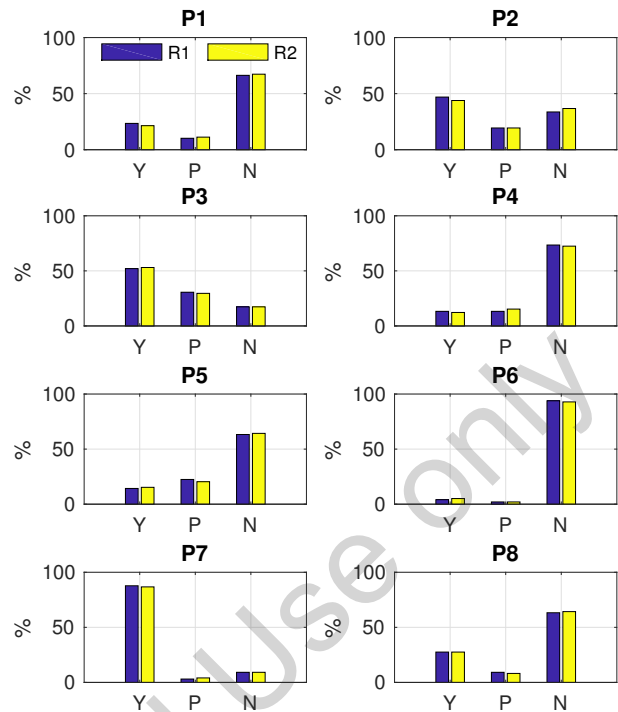 P1 P2
100 100
R1 R2
% 50 % 50
0 0
Y P N Y P N
P3 P4
100 100
% 50 % 50
0 0
Y P N Y P N
P5 P6
100 100
% 50 % 50
0 0
Y P N Y P N
P7 P8
100 100
% 50 % 50
0 0
Y P N Y P N
Use only